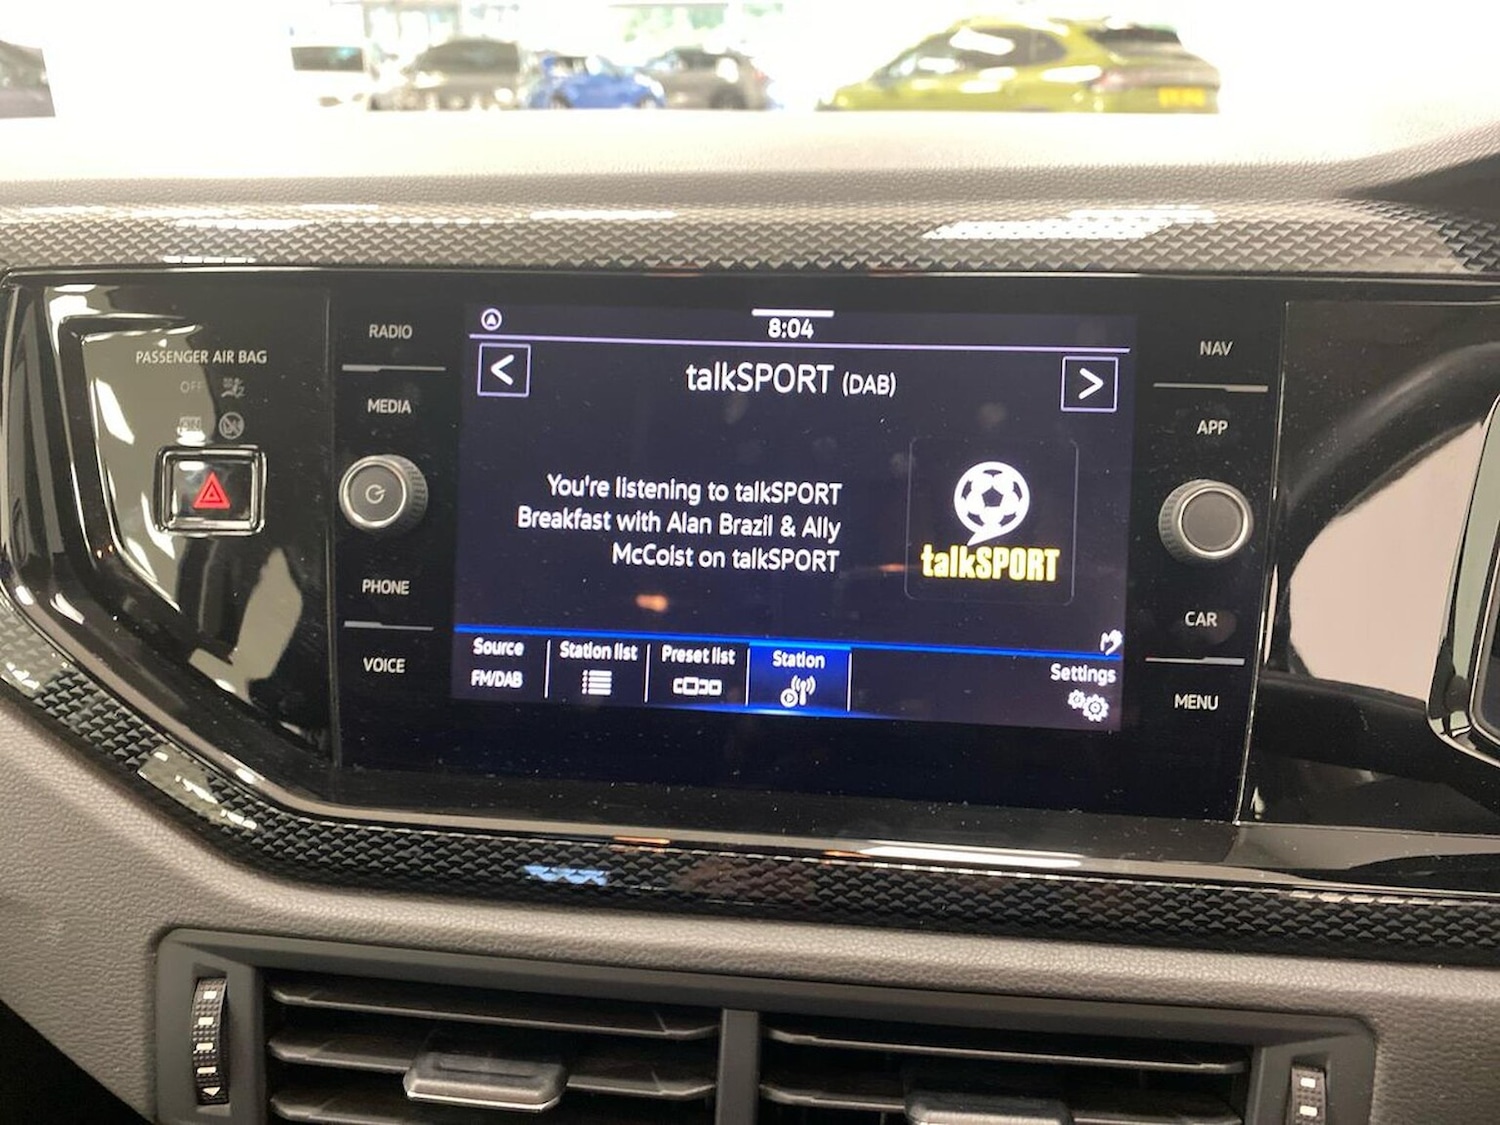 RADIO
MEDIA
PHONE
VOICE
PASSENGER AIR BAG
OFF
ON
8:04
talkSPORT (DAB)
You're listening to talkSPORT
Breakfast with Alan Brazil & Ally
McCoist on talkSPORT
talkSPORT
Source
FM/DAB
Station list
Preset list
Station
Settings
NAV
APP
CAR
MENU